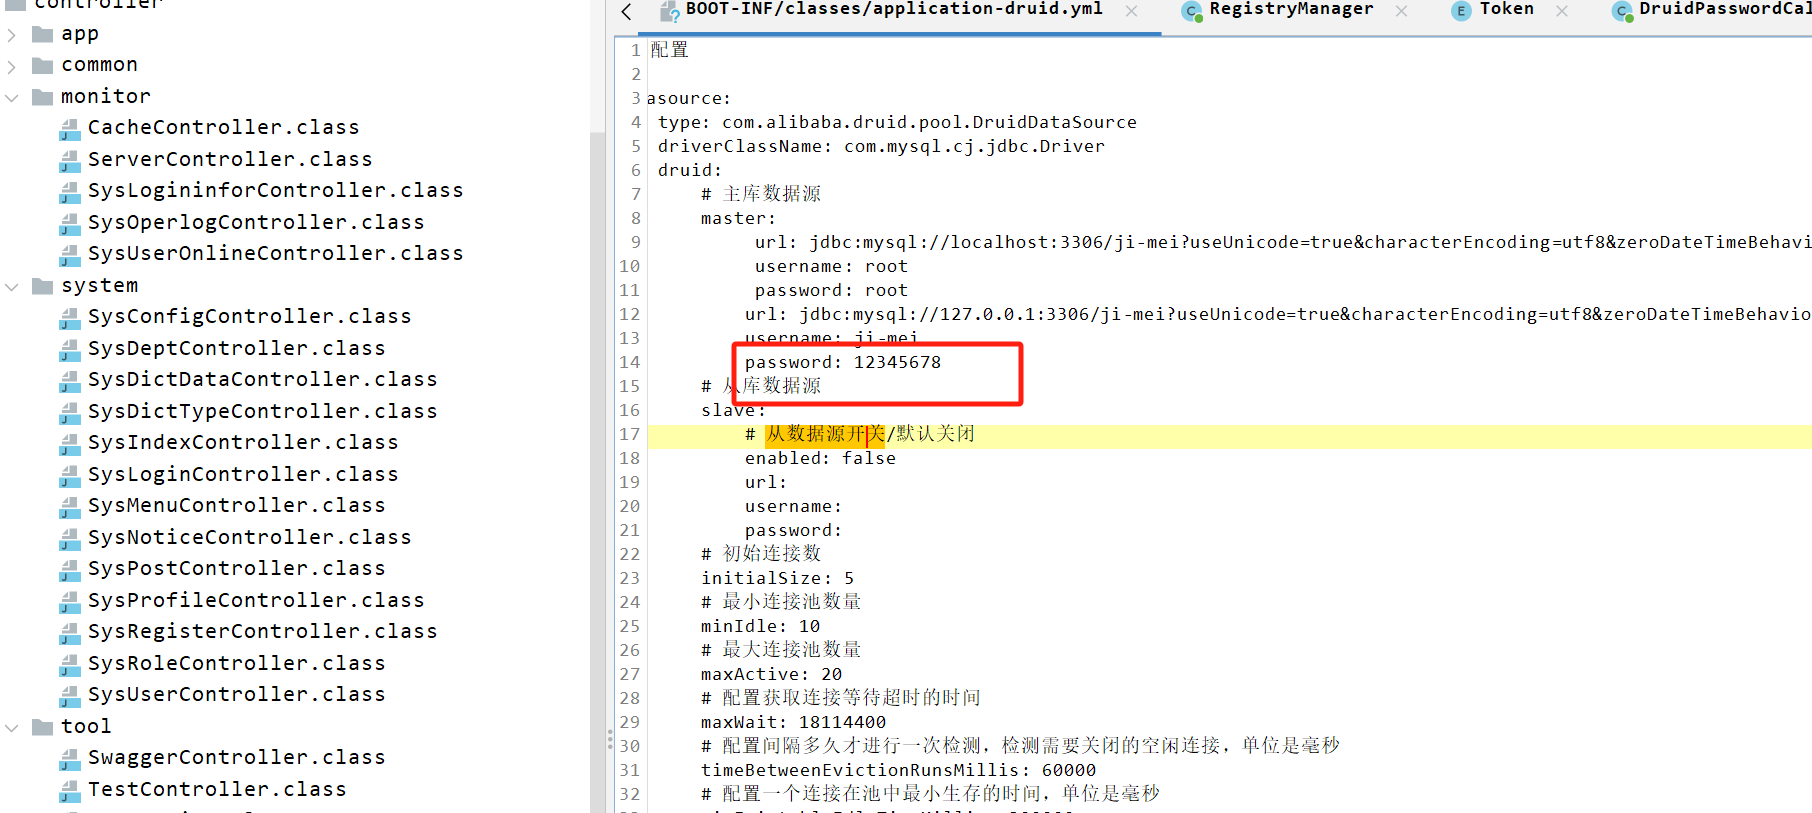 controller
app
common
monitor
CacheController.class
ServerController.class
SysLogininforController.class
SysOperlogController.class
SysUserOnlineController.class
system
SysConfigController.class
SysDeptController.class
SysDictDataController.class
SysDictTypeController.class
SysIndexController.class
SysLoginController.class
SysMenuController.class
SysNoticeController.class
SysPostController.class
SysProfileController.class
SysRegisterController.class
SysRoleController.class
SysUserController.class
tool
SwaggerController.class
TestController.class
BOOT-INF/classes/application-druid.yml
RegistryManager
Token
DruidPasswordCal
1 配置
2
3 asource:
4 type: com.alibaba.druid.pool.DruidDataSource
5 driverClassName: com.mysql.cj.jdbc.Driver
6 druid:
7 # 主库数据源
8 master:
9 url: jdbc:mysql://localhost:3306/ji-mei?useUnicode=true&characterEncoding=utf8&zeroDateTimeBehavi
10 username: root
11 password: root
12 url: jdbc:mysql://127.0.0.1:3306/ji-mei?useUnicode=true&characterEncoding=utf8&zeroDateTimeBehavio
13 username: ji-mei
14 password: 12345678
15 # 从库数据源
16 slave:
17 # 从数据源开关/默认关闭
18 enabled: false
19 url:
20 username:
21 password:
22 # 初始连接数
23 initialSize: 5
24 # 最小连接池数量
25 minIdle: 10
26 # 最大连接池数量
27 maxActive: 20
28 # 配置获取连接等待超时的时间
29 maxWait: 18114400
30 # 配置间隔多久才进行一次检测，检测需要关闭的空闲连接，单位是毫秒
31 timeBetweenEvictionRunsMillis: 60000
32 # 配置一个连接在池中最小生存的时间，单位是毫秒